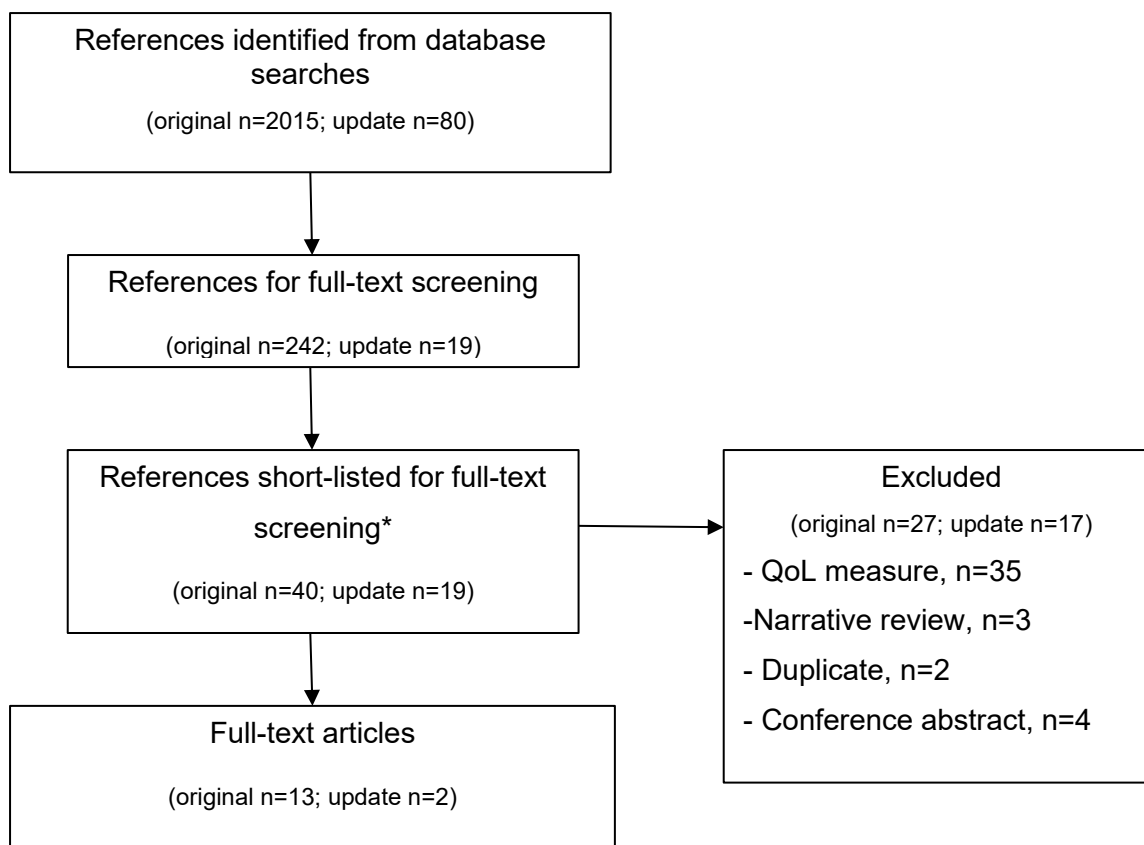 References identified from database
searches
(original n=2015; update n=80)
References for full-text screening
(original n=242; update n=19)
References short-listed for full-text
screening*
(original n=40; update n=19)
Excluded
(original n=27; update n=17)
- QoL measure, n=35
-Narrative review, n=3
- Duplicate, n=2
- Conference abstract, n=4
Full-text articles
(original n=13; update n=2)